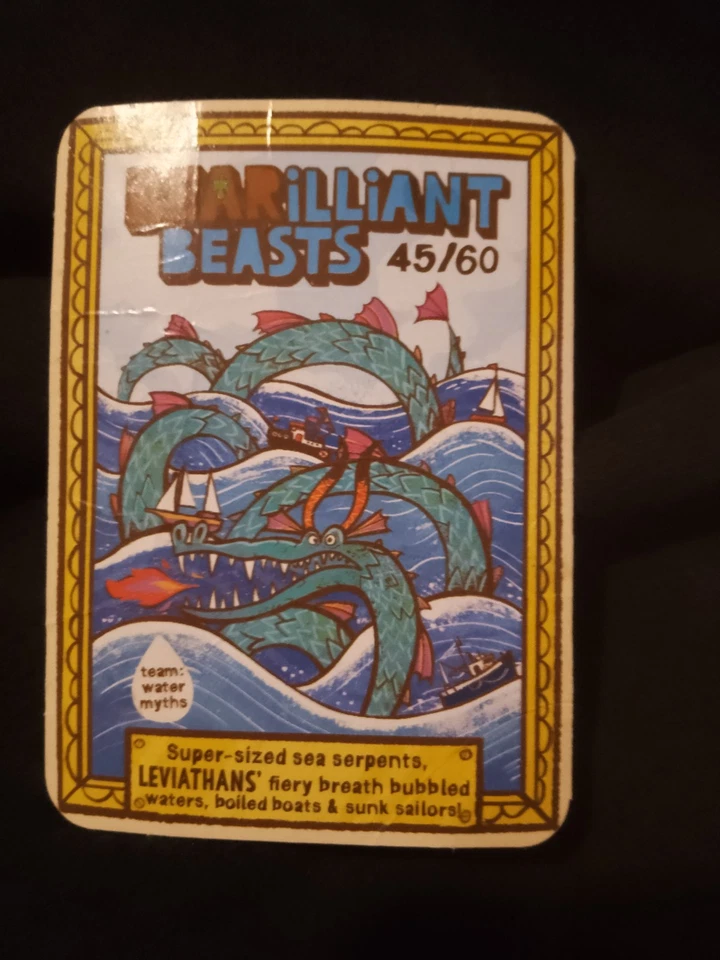 BEARiLLiANT
BEASTS 45/60
team:
water
myths
Super-sized sea serpents,
LEVIATHANS' fiery breath bubbled
waters, boiled boats & sunk sailors!